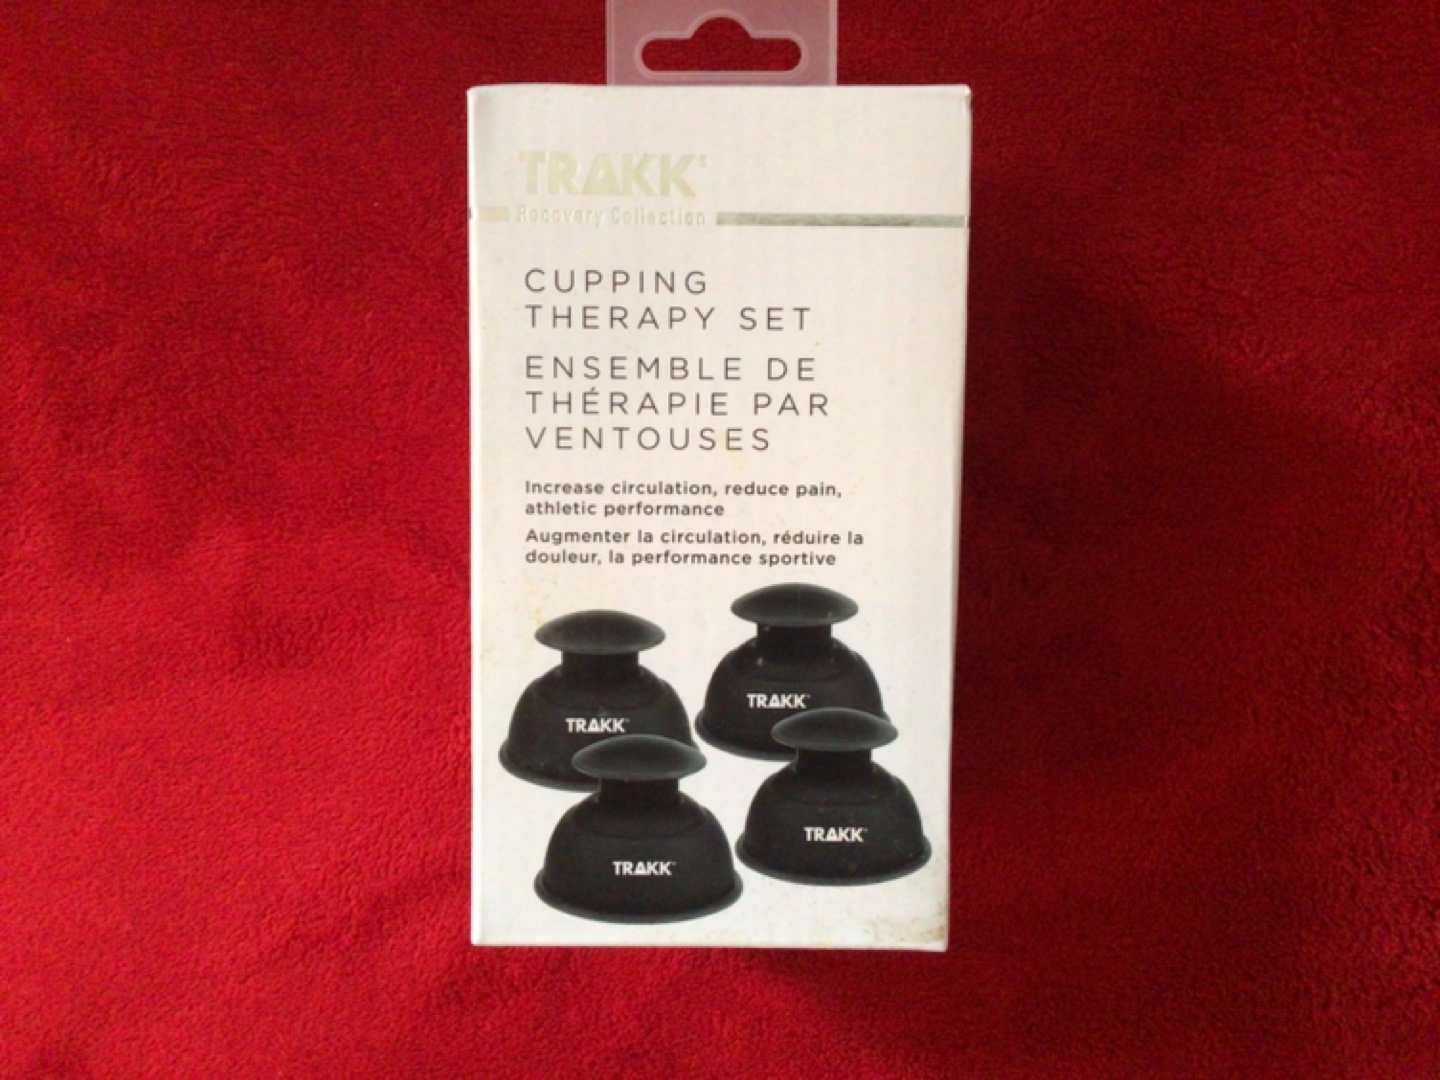 TRAKK
Recovery Collection
CUPPING
THERAPY SET
ENSEMBLE DE
THÉRAPIE PAR
VENTOUSES
Increase circulation, reduce pain,
athletic performance
Augmenter la circulation, réduire la
douleur, la performance sportive
TRAKK
TRAKK
TRAKK
TRAKK